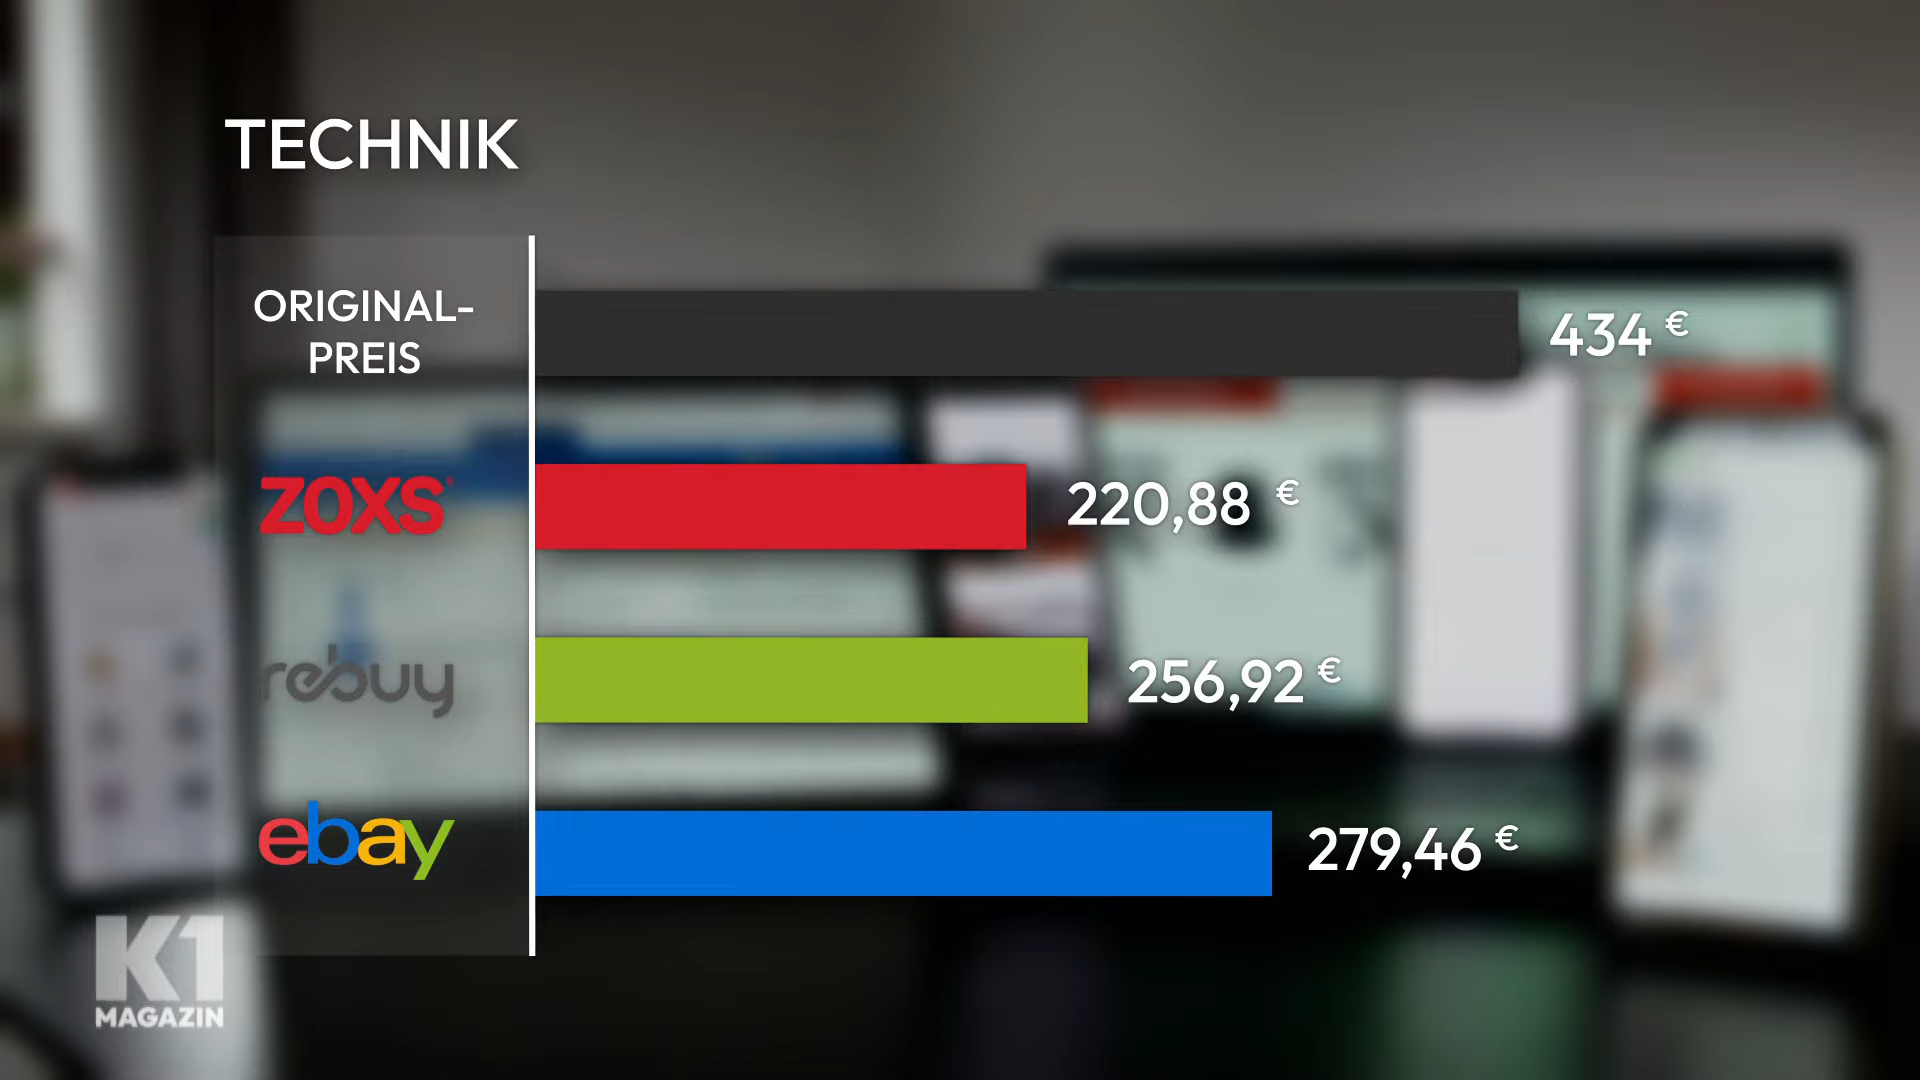 TECHNIK
ORIGINAL-
PREIS
434 €
ZOXS
220,88 €
rebuy
256,92 €
ebay
279,46 €
K1
MAGAZIN